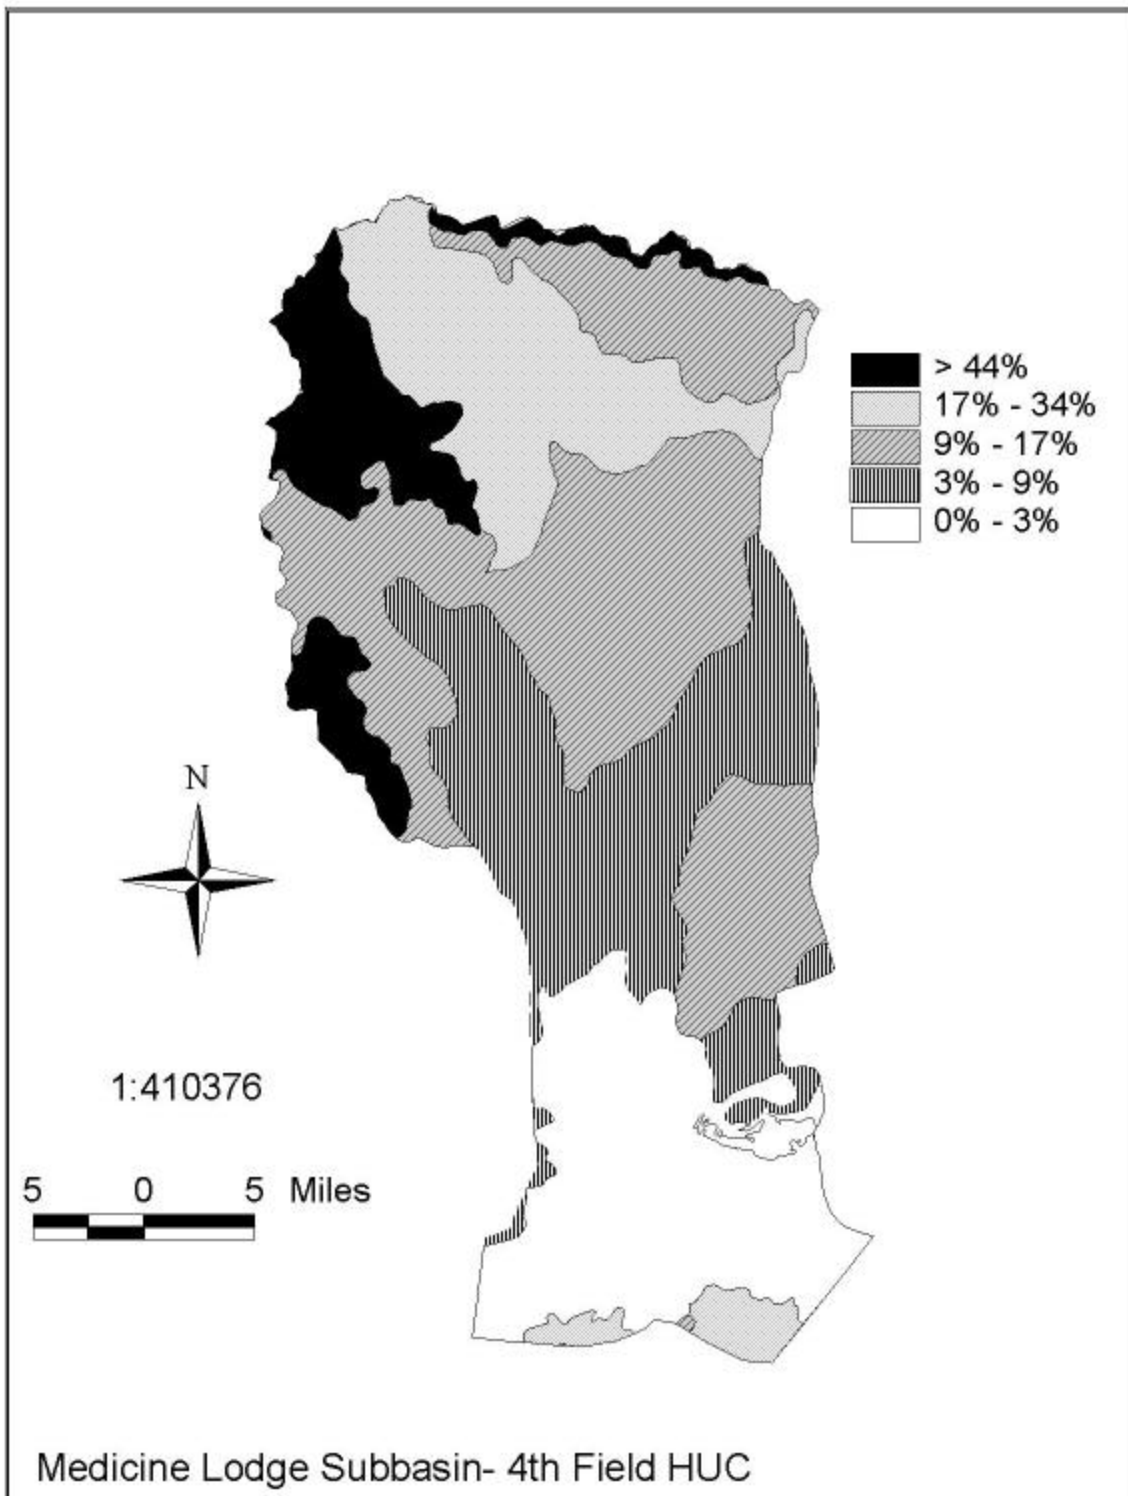 > 44%
17% - 34%
9% - 17%
3% - 9%
0% - 3%
N
1:410376
5 0 5 Miles
Medicine Lodge Subbasin- 4th Field HUC